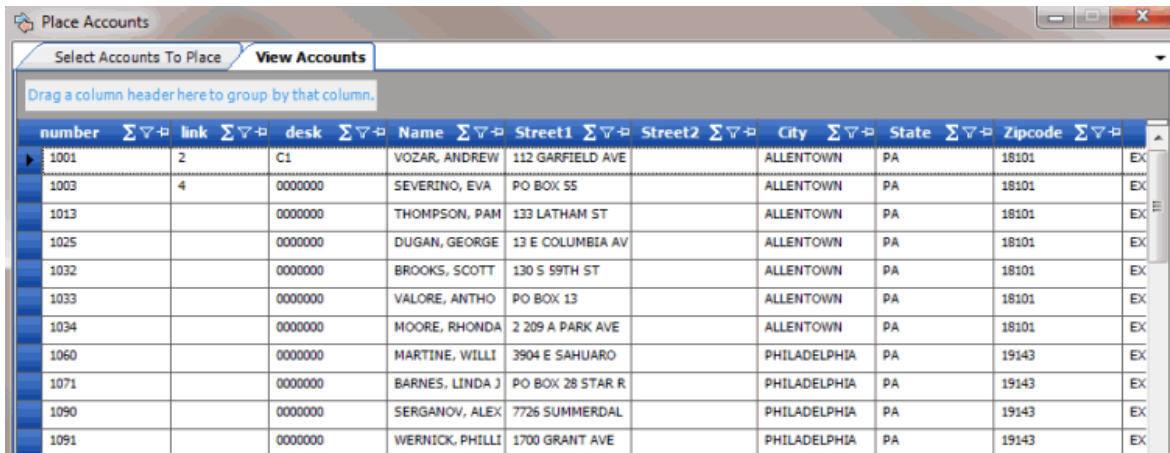 Place Accounts
Select Accounts To Place View Accounts
Drag a column header here to group by that column.
number link desk Name Street1 Street2 City State Zipcode
1001 2 C1 VOZAR, ANDREW 112 GARFIELD AVE ALLENTOWN PA 18101 EX
1003 4 0000000 SEVERINO, EVA PO BOX 55 ALLENTOWN PA 18101 EX
1013 0000000 THOMPSON, PAM 133 LATHAM ST ALLENTOWN PA 18101 EX
1025 0000000 DUGAN, GEORGE 13 E COLUMBIA AV ALLENTOWN PA 18101 EX
1032 0000000 BROOKS, SCOTT 130 S 59TH ST ALLENTOWN PA 18101 EX
1033 0000000 VALORE, ANTHO PO BOX 13 ALLENTOWN PA 18101 EX
1034 0000000 MOORE, RHONDA 2 209 A PARK AVE ALLENTOWN PA 18101 EX
1060 0000000 MARTINE, WILLI 3904 E SAHUARO PHILADELPHIA PA 19143 EX
1071 0000000 BARNES, LINDA J PO BOX 28 STAR R PHILADELPHIA PA 19143 EX
1090 0000000 SERGANOV, ALEX 7726 SUMMERDAL PHILADELPHIA PA 19143 EX
1091 0000000 WERNICK, PHILLI 1700 GRANT AVE PHILADELPHIA PA 19143 EX